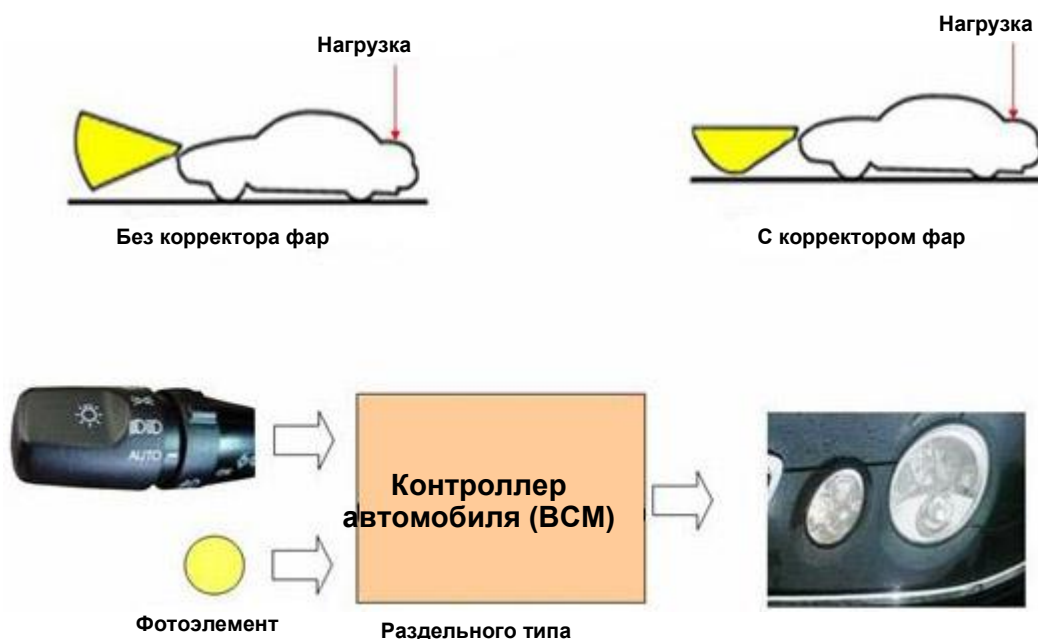 Нагрузка
Нагрузка
Без корректора фар
С корректором фар
AUTO
Контроллер
автомобиля (BCM)
Фотоэлемент
Раздельного типа